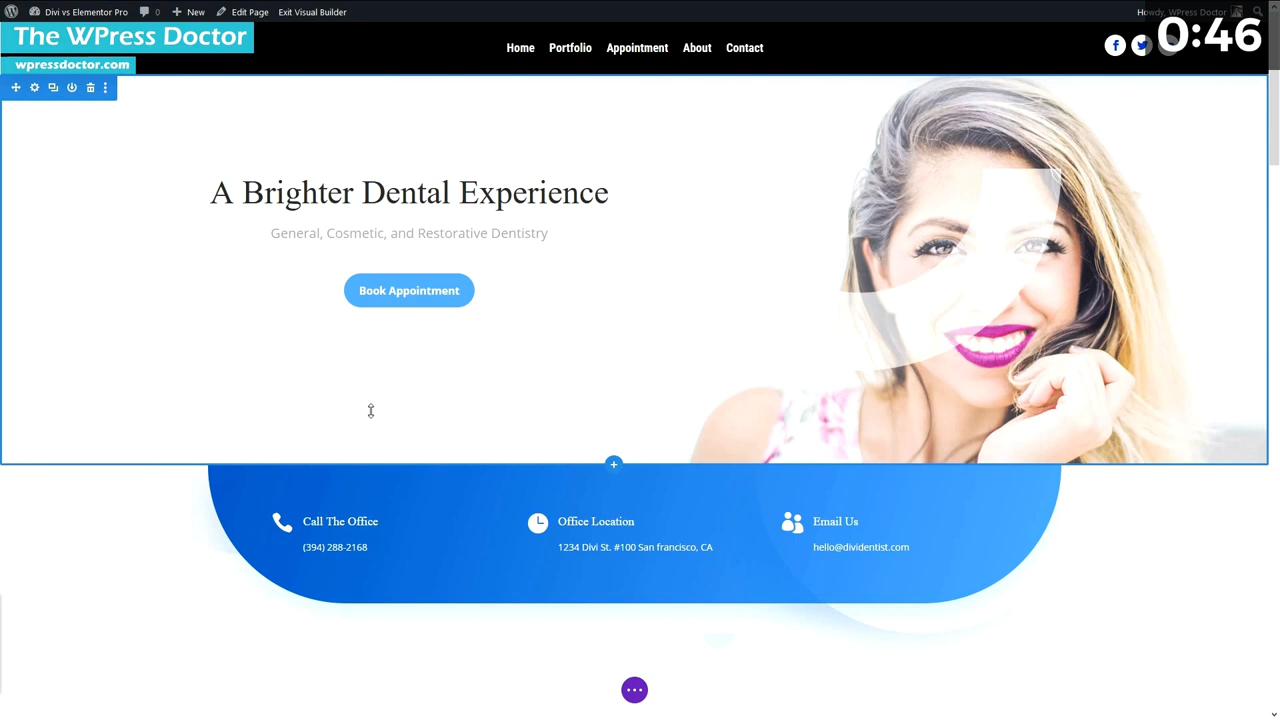 Divi vs Elementor Pro 0 New Edit Page Exit Visual Builder Howdy, WPress Doctor
The WPress Doctor
wpressdoctor.com
Home Portfolio Appointment About Contact
0:46
A Brighter Dental Experience
General, Cosmetic, and Restorative Dentistry
Book Appointment
Call The Office
(394) 288-2168
Office Location
1234 Divi St. #100 San francisco, CA
Email Us
hello@dividentist.com